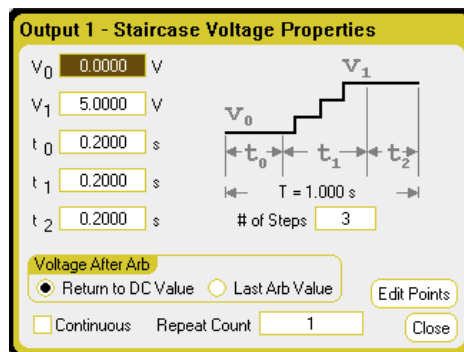 Output 1 - Staircase Voltage Properties
V0 0.0000 V
V1 5.0000 V
t0 0.2000 s
t1 0.2000 s
t2 0.2000 s
V1
V0
t0 t1 t2
T = 1.000 s
# of Steps 3
Voltage After Arb
Return to DC Value Last Arb Value
Edit Points
Continuous Repeat Count 1
Close